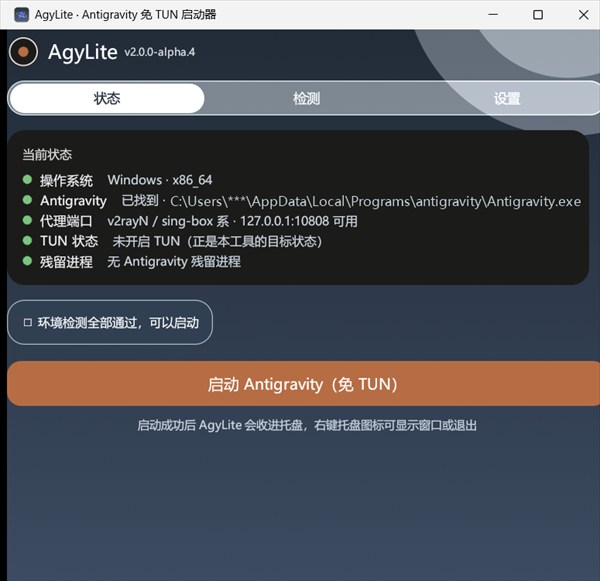 AgyLite · Antigravity 免 TUN 启动器
AgyLite v2.0.0-alpha.4
状态 检测 设置
当前状态
操作系统 Windows · x86_64
Antigravity 已找到 · C:\Users\***\AppData\Local\Programs\antigravity\Antigravity.exe
代理端口 v2rayN / sing-box 系 · 127.0.0.1:10808 可用
TUN 状态 未开启 TUN（正是本工具的目标状态）
残留进程 无 Antigravity 残留进程
环境检测全部通过，可以启动
启动 Antigravity（免 TUN）
启动成功后 AgyLite 会收进托盘，右键托盘图标可显示窗口或退出